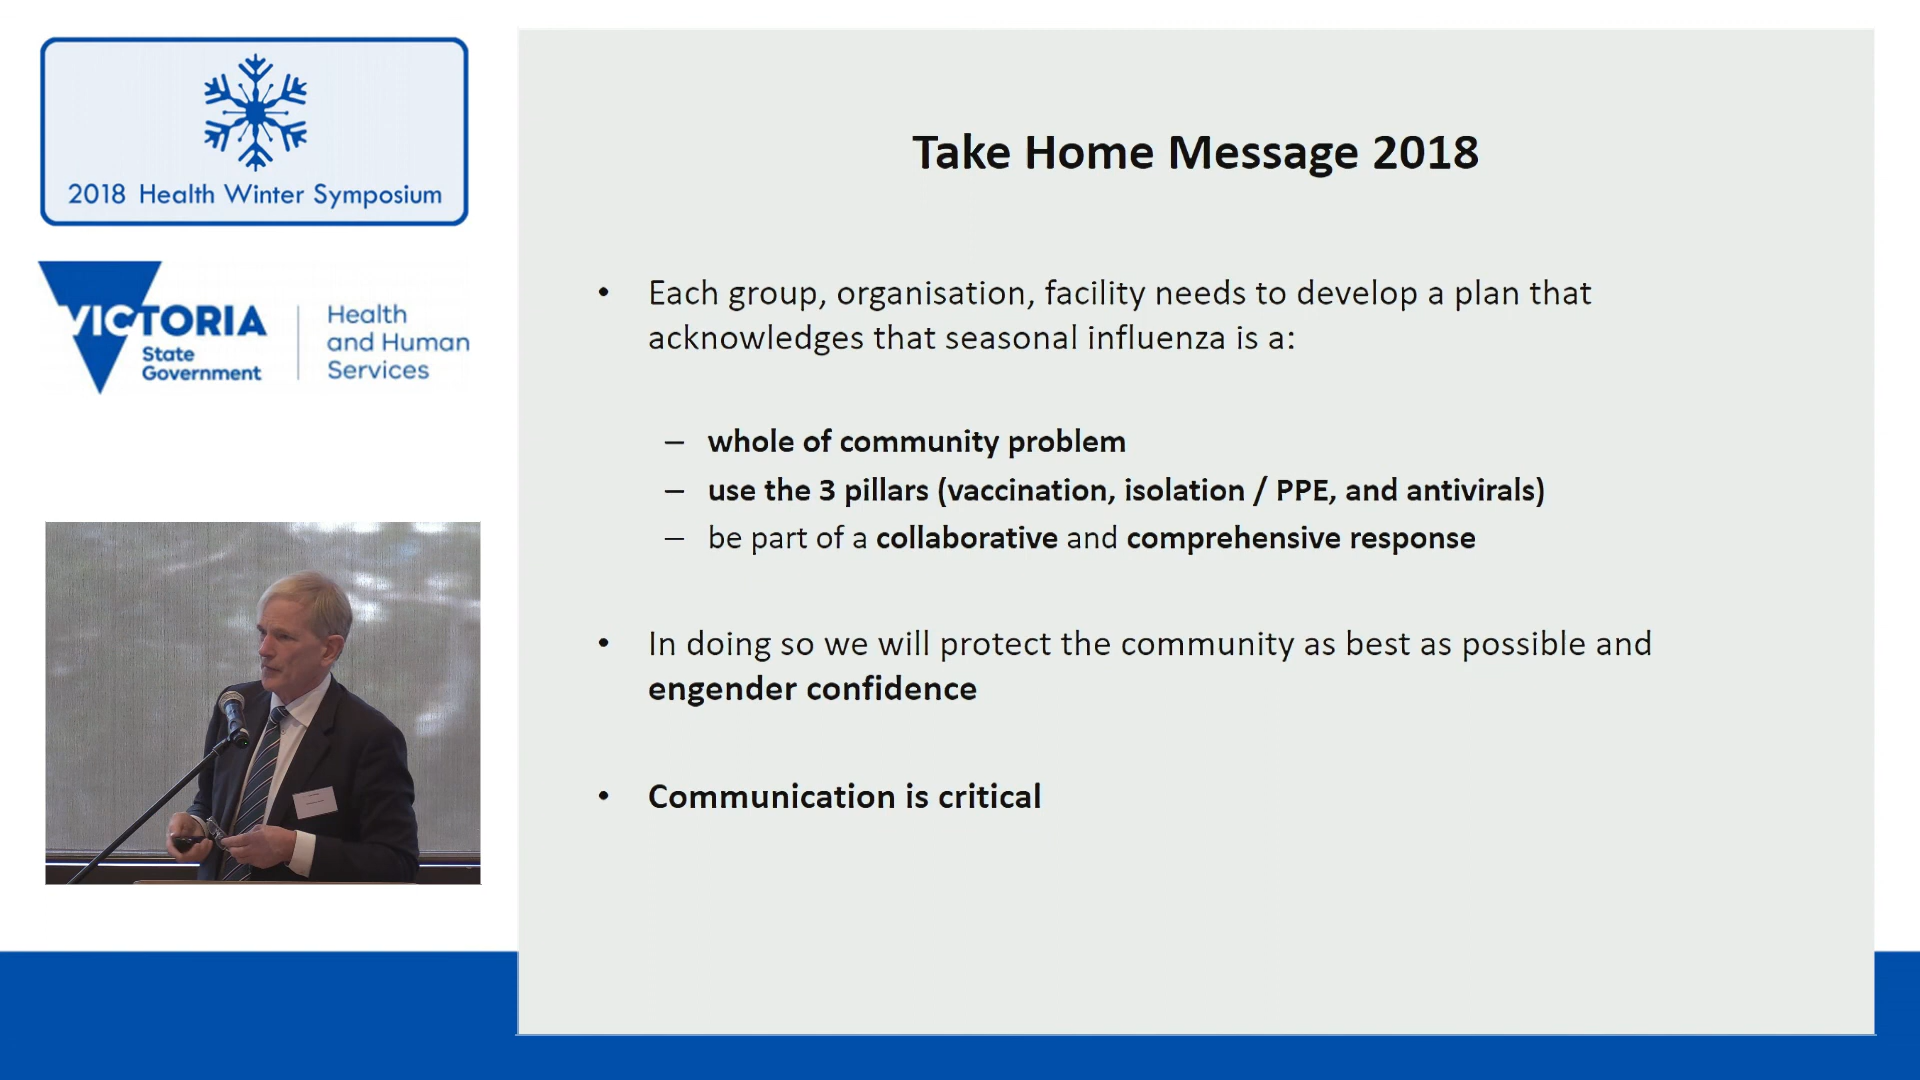 2018 Health Winter Symposium
VICTORIA
State
Government
Health
and Human
Services
Take Home Message 2018
• Each group, organisation, facility needs to develop a plan that
acknowledges that seasonal influenza is a:
– whole of community problem
– use the 3 pillars (vaccination, isolation / PPE, and antivirals)
– be part of a collaborative and comprehensive response
• In doing so we will protect the community as best as possible and
engender confidence
• Communication is critical